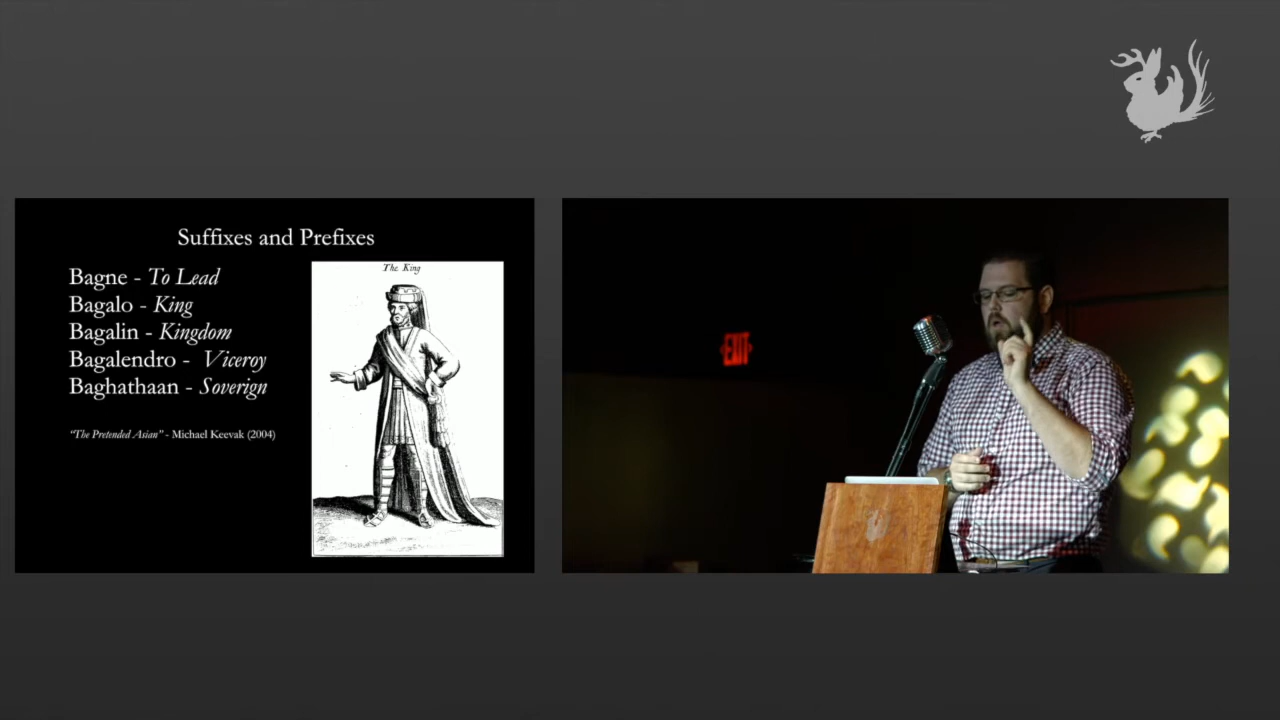 Suffixes and Prefixes
Bagne - To Lead
Bagalo - King
Bagalin - Kingdom
Bagalendro - Viceroy
Baghathaan - Soverign
"The Pretended Asian" - Michael Keevak (2004)
The King
EXIT